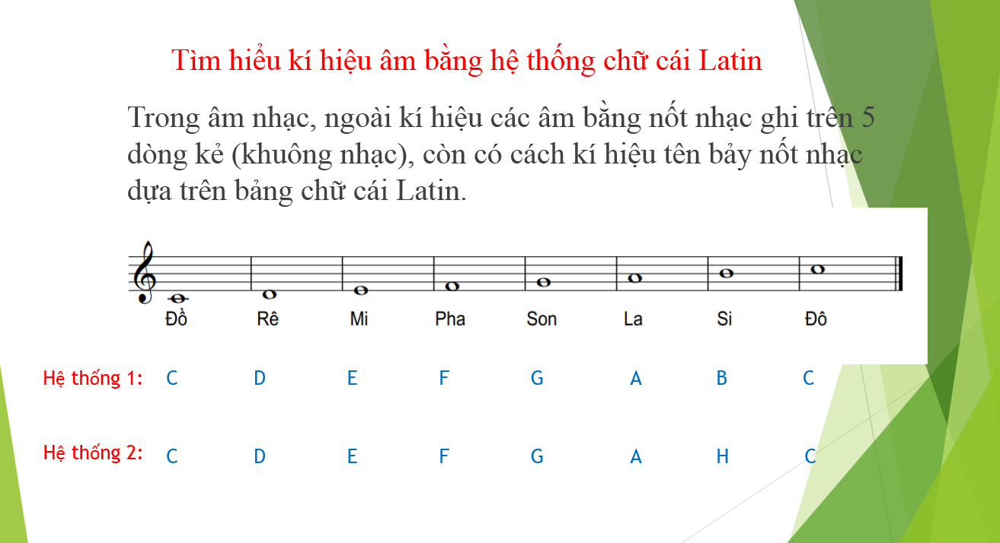 Tìm hiểu kí hiệu âm bằng hệ thống chữ cái Latin
Trong âm nhạc, ngoài kí hiệu các âm bằng nốt nhạc ghi trên 5
dòng kẻ (khuông nhạc), còn có cách kí hiệu tên bảy nốt nhạc
dựa trên bảng chữ cái Latin.
Đồ Rê Mi Pha Son La Si Đô
Hệ thống 1: C D E F G A B C
Hệ thống 2: C D E F G A H C